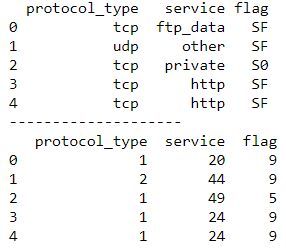 protocol_type service flag
0 tcp ftp_data SF
1 udp other SF
2 tcp private S0
3 tcp http SF
4 tcp http SF
--------------------
protocol_type service flag
0 1 20 9
1 2 44 9
2 1 49 5
3 1 24 9
4 1 24 9